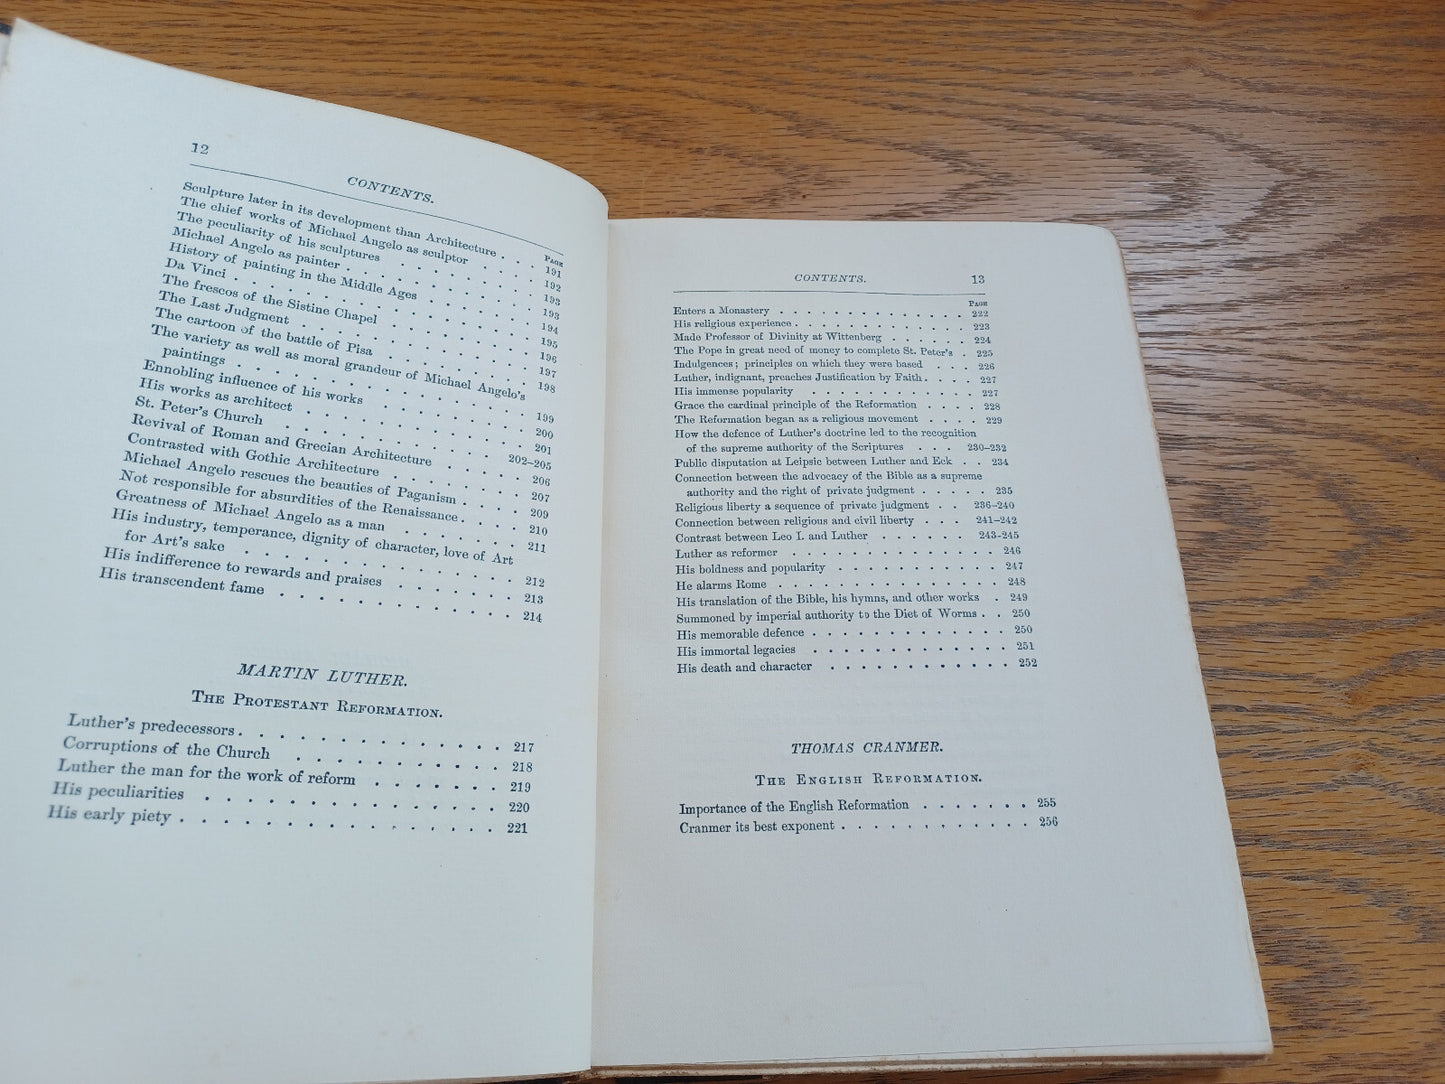 12
CONTENTS.
PAGE
Sculpture later in its development than Architecture . . . 191
The chief works of Michael Angelo as sculptor . . . . 192
The peculiarity of his sculptures . . . . . . . 193
Michael Angelo as painter . . . . . . . . . 193
History of painting in the Middle Ages . . . . . . 194
Da Vinci . . . . . . . . . . . . . 195
The frescos of the Sistine Chapel . . . . . . . 196
The Last Judgment . . . . . . . . . . . 197
The cartoon of the battle of Pisa . . . . . . . 198
The variety as well as moral grandeur of Michael Angelo's
paintings . . . . . . . . . . . . . 199
Ennobling influence of his works . . . . . . . . 200
His works as architect . . . . . . . . . . 201
St. Peter's Church . . . . . . . . . 202–205
Revival of Roman and Grecian Architecture . . . . . 206
Contrasted with Gothic Architecture . . . . . . 207
Michael Angelo rescues the beauties of Paganism . . . . 209
Not responsible for absurdities of the Renaissance . . . . 210
Greatness of Michael Angelo as a man . . . . . . 211
His industry, temperance, dignity of character, love of Art
for Art's sake . . . . . . . . . . . . 212
His indifference to rewards and praises . . . . . . 213
His transcendent fame . . . . . . . . . . 214
MARTIN LUTHER.
THE PROTESTANT REFORMATION.
Luther's predecessors . . . . . . . . . . . . 217
Corruptions of the Church . . . . . . . . . 218
Luther the man for the work of reform . . . . . . 219
His peculiarities . . . . . . . . . . . . 220
His early piety . . . . . . . . . . . . . 221
CONTENTS. 13
PAGE
Enters a Monastery . . . . . . . . . . . 222
His religious experience . . . . . . . . . . 223
Made Professor of Divinity at Wittenberg . . . . . 224
The Pope in great need of money to complete St. Peter's . 225
Indulgences; principles on which they were based . . . 226
Luther, indignant, preaches Justification by Faith . . . . 227
His immense popularity . . . . . . . . . . 227
Grace the cardinal principle of the Reformation . . . . 228
The Reformation began as a religious movement . . . . 229
How the defence of Luther's doctrine led to the recognition
of the supreme authority of the Scriptures . . . 230–232
Public disputation at Leipsic between Luther and Eck . . 234
Connection between the advocacy of the Bible as a supreme
authority and the right of private judgment . . . . . 235
Religious liberty a sequence of private judgment . . 236–240
Connection between religious and civil liberty . . . 241–242
Contrast between Leo I. and Luther . . . . . . 243-245
Luther as reformer . . . . . . . . . . . 246
His boldness and popularity . . . . . . . . . 247
He alarms Rome . . . . . . . . . . . . 248
His translation of the Bible, his hymns, and other works . 249
Summoned by imperial authority to the Diet of Worms . . 250
His memorable defence . . . . . . . . . . . 250
His immortal legacies . . . . . . . . . . . 251
His death and character . . . . . . . . . . 252
THOMAS CRANMER.
THE ENGLISH REFORMATION.
Importance of the English Reformation . . . . . . . 255
Cranmer its best exponent . . . . . . . . . . . 256